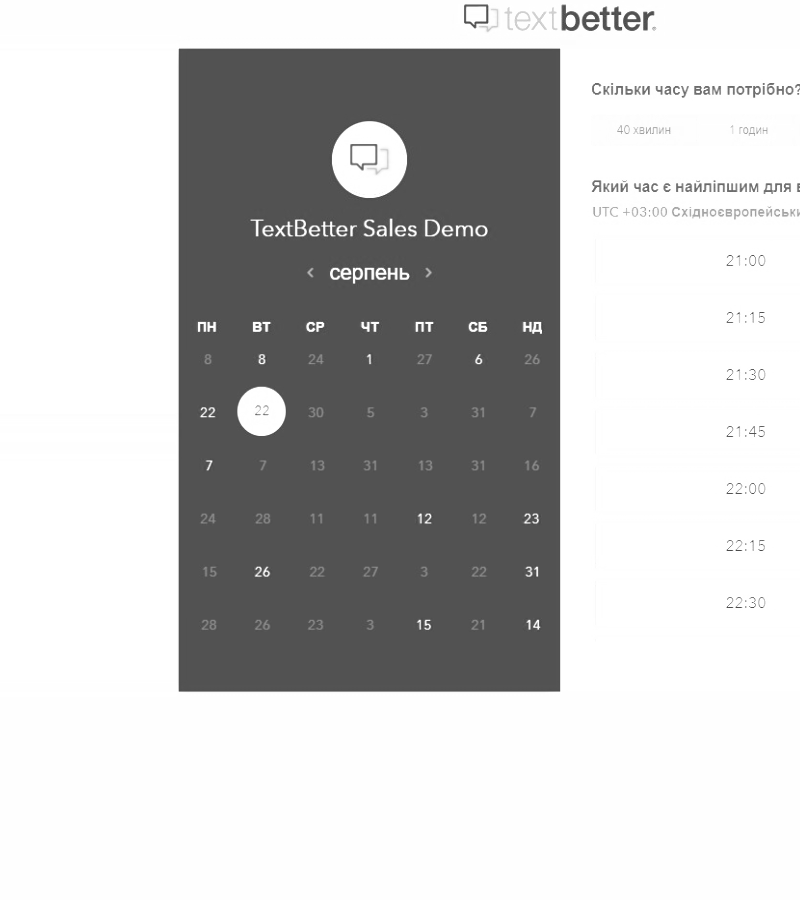 textbetter.
TextBetter Sales Demo
‹ серпень ›
ПН ВТ СР ЧТ ПТ СБ НД
8 8 24 1 27 6 26
22 22 30 5 3 31 7
7 7 13 31 13 31 16
24 28 11 11 12 12 23
15 26 22 27 3 22 31
28 26 23 3 15 21 14
Скільки часу вам потрібно?
40 хвилин 1 годин
Який час є найліпшим для в
UTC +03:00 Східноєвропейськи
21:00
21:15
21:30
21:45
22:00
22:15
22:30